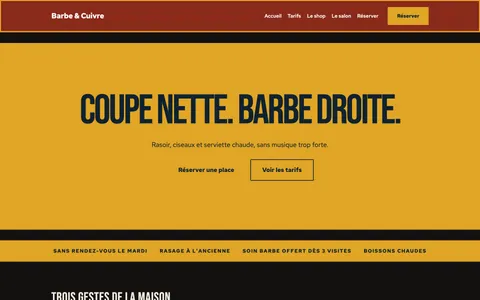 Barbe & Cuivre
Accueil Tarifs Le shop Le salon Réserver Réserver
COUPE NETTE. BARBE DROITE.
Rasoir, ciseaux et serviette chaude, sans musique trop forte.
Réserver une place Voir les tarifs
SANS RENDEZ-VOUS LE MARDI RASAGE À L'ANCIENNE SOIN BARBE OFFERT DÈS 3 VISITES BOISSONS CHAUDES
TROIS GESTES DE LA MAISON